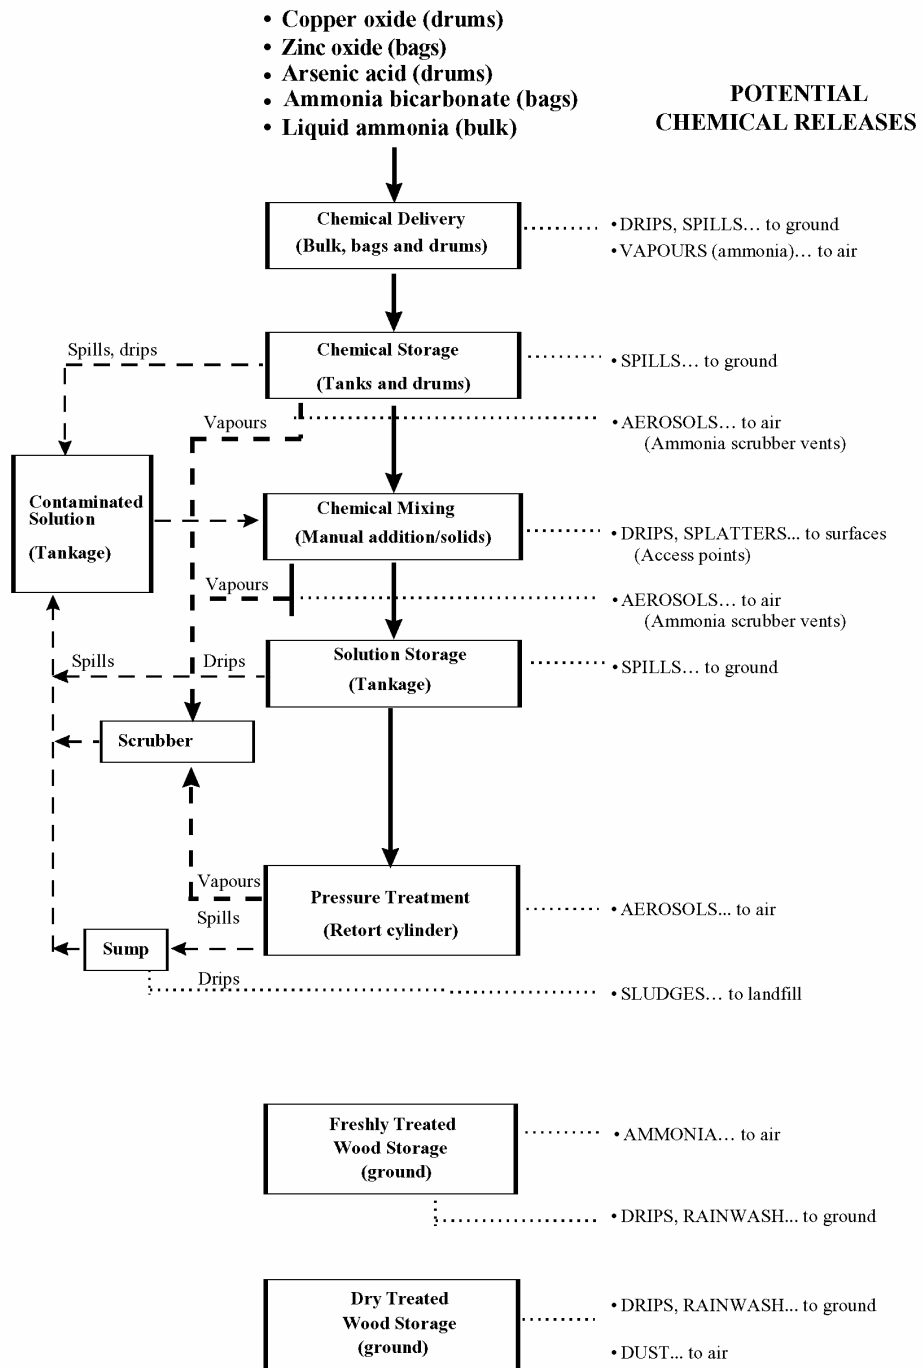 • Copper oxide (drums)
• Zinc oxide (bags)
• Arsenic acid (drums)
• Ammonia bicarbonate (bags)
• Liquid ammonia (bulk)
POTENTIAL
CHEMICAL RELEASES
Chemical Delivery
(Bulk, bags and drums)
• DRIPS, SPILLS… to ground
• VAPOURS (ammonia)… to air
Spills, drips
Chemical Storage
(Tanks and drums)
• SPILLS… to ground
Vapours
• AEROSOLS… to air
(Ammonia scrubber vents)
Contaminated
Solution
(Tankage)
Chemical Mixing
(Manual addition/solids)
• DRIPS, SPLATTERS... to surfaces
(Access points)
Vapours
• AEROSOLS… to air
(Ammonia scrubber vents)
Spills
Drips
Solution Storage
(Tankage)
• SPILLS… to ground
Scrubber
Vapours
Spills
Pressure Treatment
(Retort cylinder)
• AEROSOLS... to air
Sump
Drips
• SLUDGES… to landfill
Freshly Treated
Wood Storage
(ground)
• AMMONIA… to air
• DRIPS, RAINWASH... to ground
Dry Treated
Wood Storage
(ground)
• DRIPS, RAINWASH... to ground
• DUST... to air